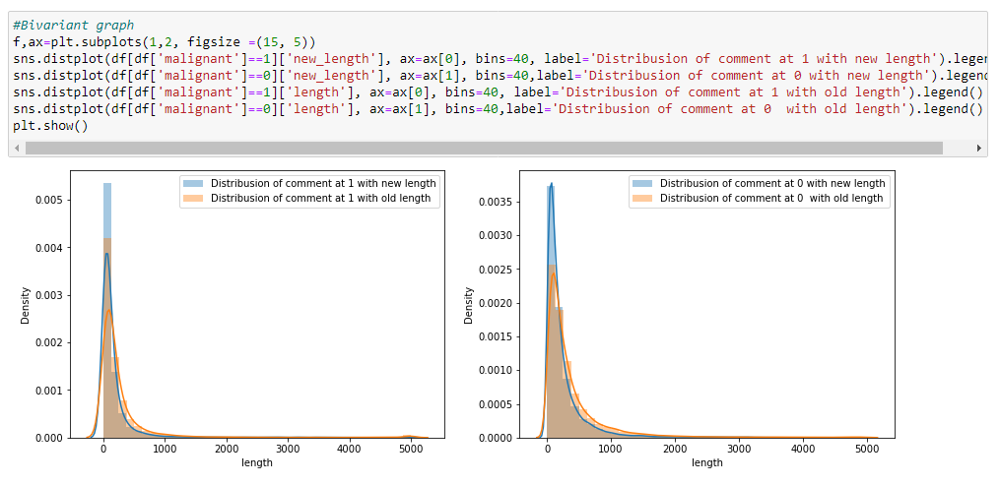 #Bivariant graph
f,ax=plt.subplots(1,2, figsize =(15, 5))
sns.distplot(df[df['malignant']==1]['new_length'], ax=ax[0], bins=40, label='Distribusion of comment at 1 with new length').leger
sns.distplot(df[df['malignant']==0]['new_length'], ax=ax[1], bins=40,label='Distribusion of comment at 0 with new length').legend
sns.distplot(df[df['malignant']==1]['length'], ax=ax[0], bins=40, label='Distribusion of comment at 1 with old length').legend()
sns.distplot(df[df['malignant']==0]['length'], ax=ax[1], bins=40,label='Distribusion of comment at 0  with old length').legend()
plt.show()
Distribusion of comment at 1 with new length
Distribusion of comment at 1 with old length
0.005
0.004
0.003
0.002
0.001
0.000
Density
0 1000 2000 3000 4000 5000
length
Distribusion of comment at 0 with new length
Distribusion of comment at 0  with old length
0.0035
0.0030
0.0025
0.0020
0.0015
0.0010
0.0005
0.0000
Density
0 1000 2000 3000 4000 5000
length